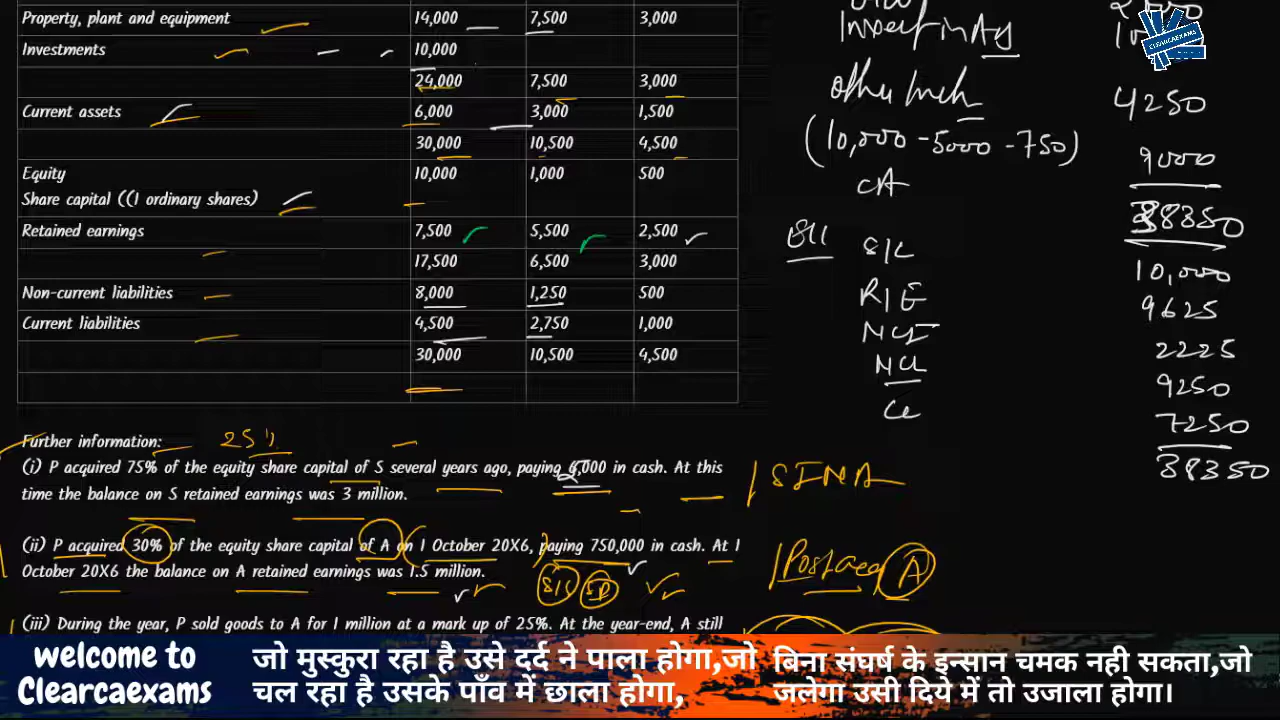 Property, plant and equipment 14,000 7,500 3,000
Investments 10,000
24,000 7,500 3,000
Current assets 6,000 3,000 1,500
30,000 10,500 4,500
Equity 10,000 1,000 500
Share capital ((1 ordinary shares)
Retained earnings 7,500 5,500 2,500
17,500 6,500 3,000
Non-current liabilities 8,000 1,250 500
Current liabilities 4,500 2,750 1,000
30,000 10,500 4,500
Further information: 25%
(i) P acquired 75% of the equity share capital of S several years ago, paying 5,000 in cash. At this
time the balance on S retained earnings was 3 million.
(ii) P acquired 30% of the equity share capital of A on 1 October 20X6, paying 750,000 in cash. At 1
October 20X6 the balance on A retained earnings was 1.5 million.
(iii) During the year, P sold goods to A for 1 million at a mark up of 25%. At the year-end, A still
CLEARCAEXAMS
other
4250
(10,000 -5000 -750)
9000
CA
38350
S/C 10,000
R/E 9625
NCI 2225
NCL 9250
CL 7250
38350
SINA
Post acq A
welcome to
Clearcaexams
जो मुस्कुरा रहा है उसे दर्द ने पाला होगा,जो
चल रहा है उसके पाँव में छाला होगा,
बिना संघर्ष के इन्सान चमक नही सकता,जो
जलेगा उसी दिये में तो उजाला होगा।